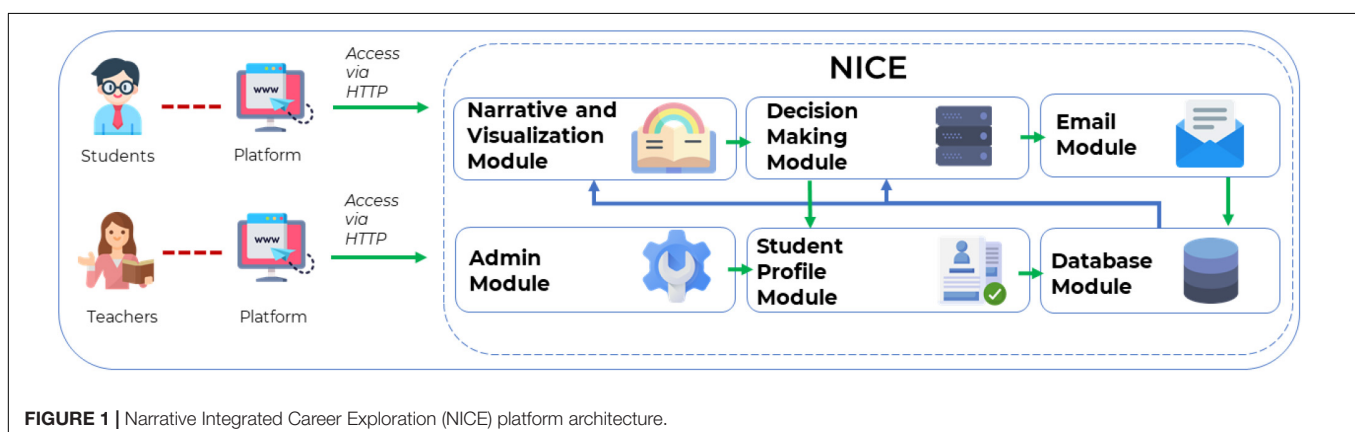 NICE
Access
via
HTTP
www
Students
Platform
Narrative and
Visualization
Module
Decision
Making
Module
Email
Module
Access
via
HTTP
www
Teachers
Platform
Admin
Module
Student
Profile
Module
Database
Module
FIGURE 1 | Narrative Integrated Career Exploration (NICE) platform architecture.